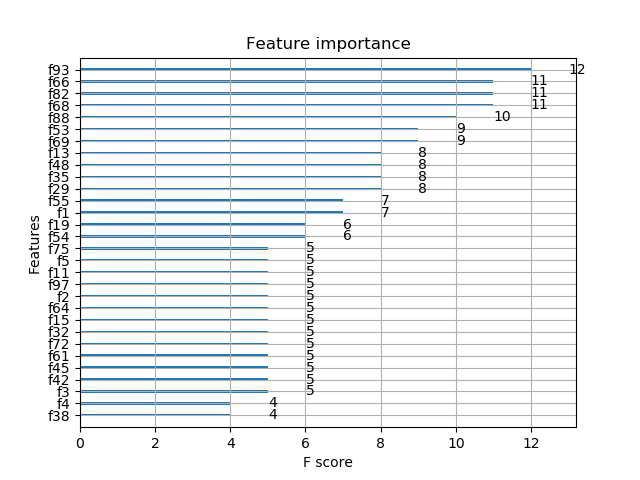 Feature importance
Features
f93 12
f66 11
f82 11
f68 11
f88 10
f53 9
f69 9
f13 8
f48 8
f35 8
f29 8
f55 7
f1 7
f19 6
f54 6
f75 5
f5 5
f11 5
f97 5
f2 5
f64 5
f15 5
f32 5
f72 5
f61 5
f45 5
f42 5
f3 5
f4 4
f38 4
0 2 4 6 8 10 12
F score